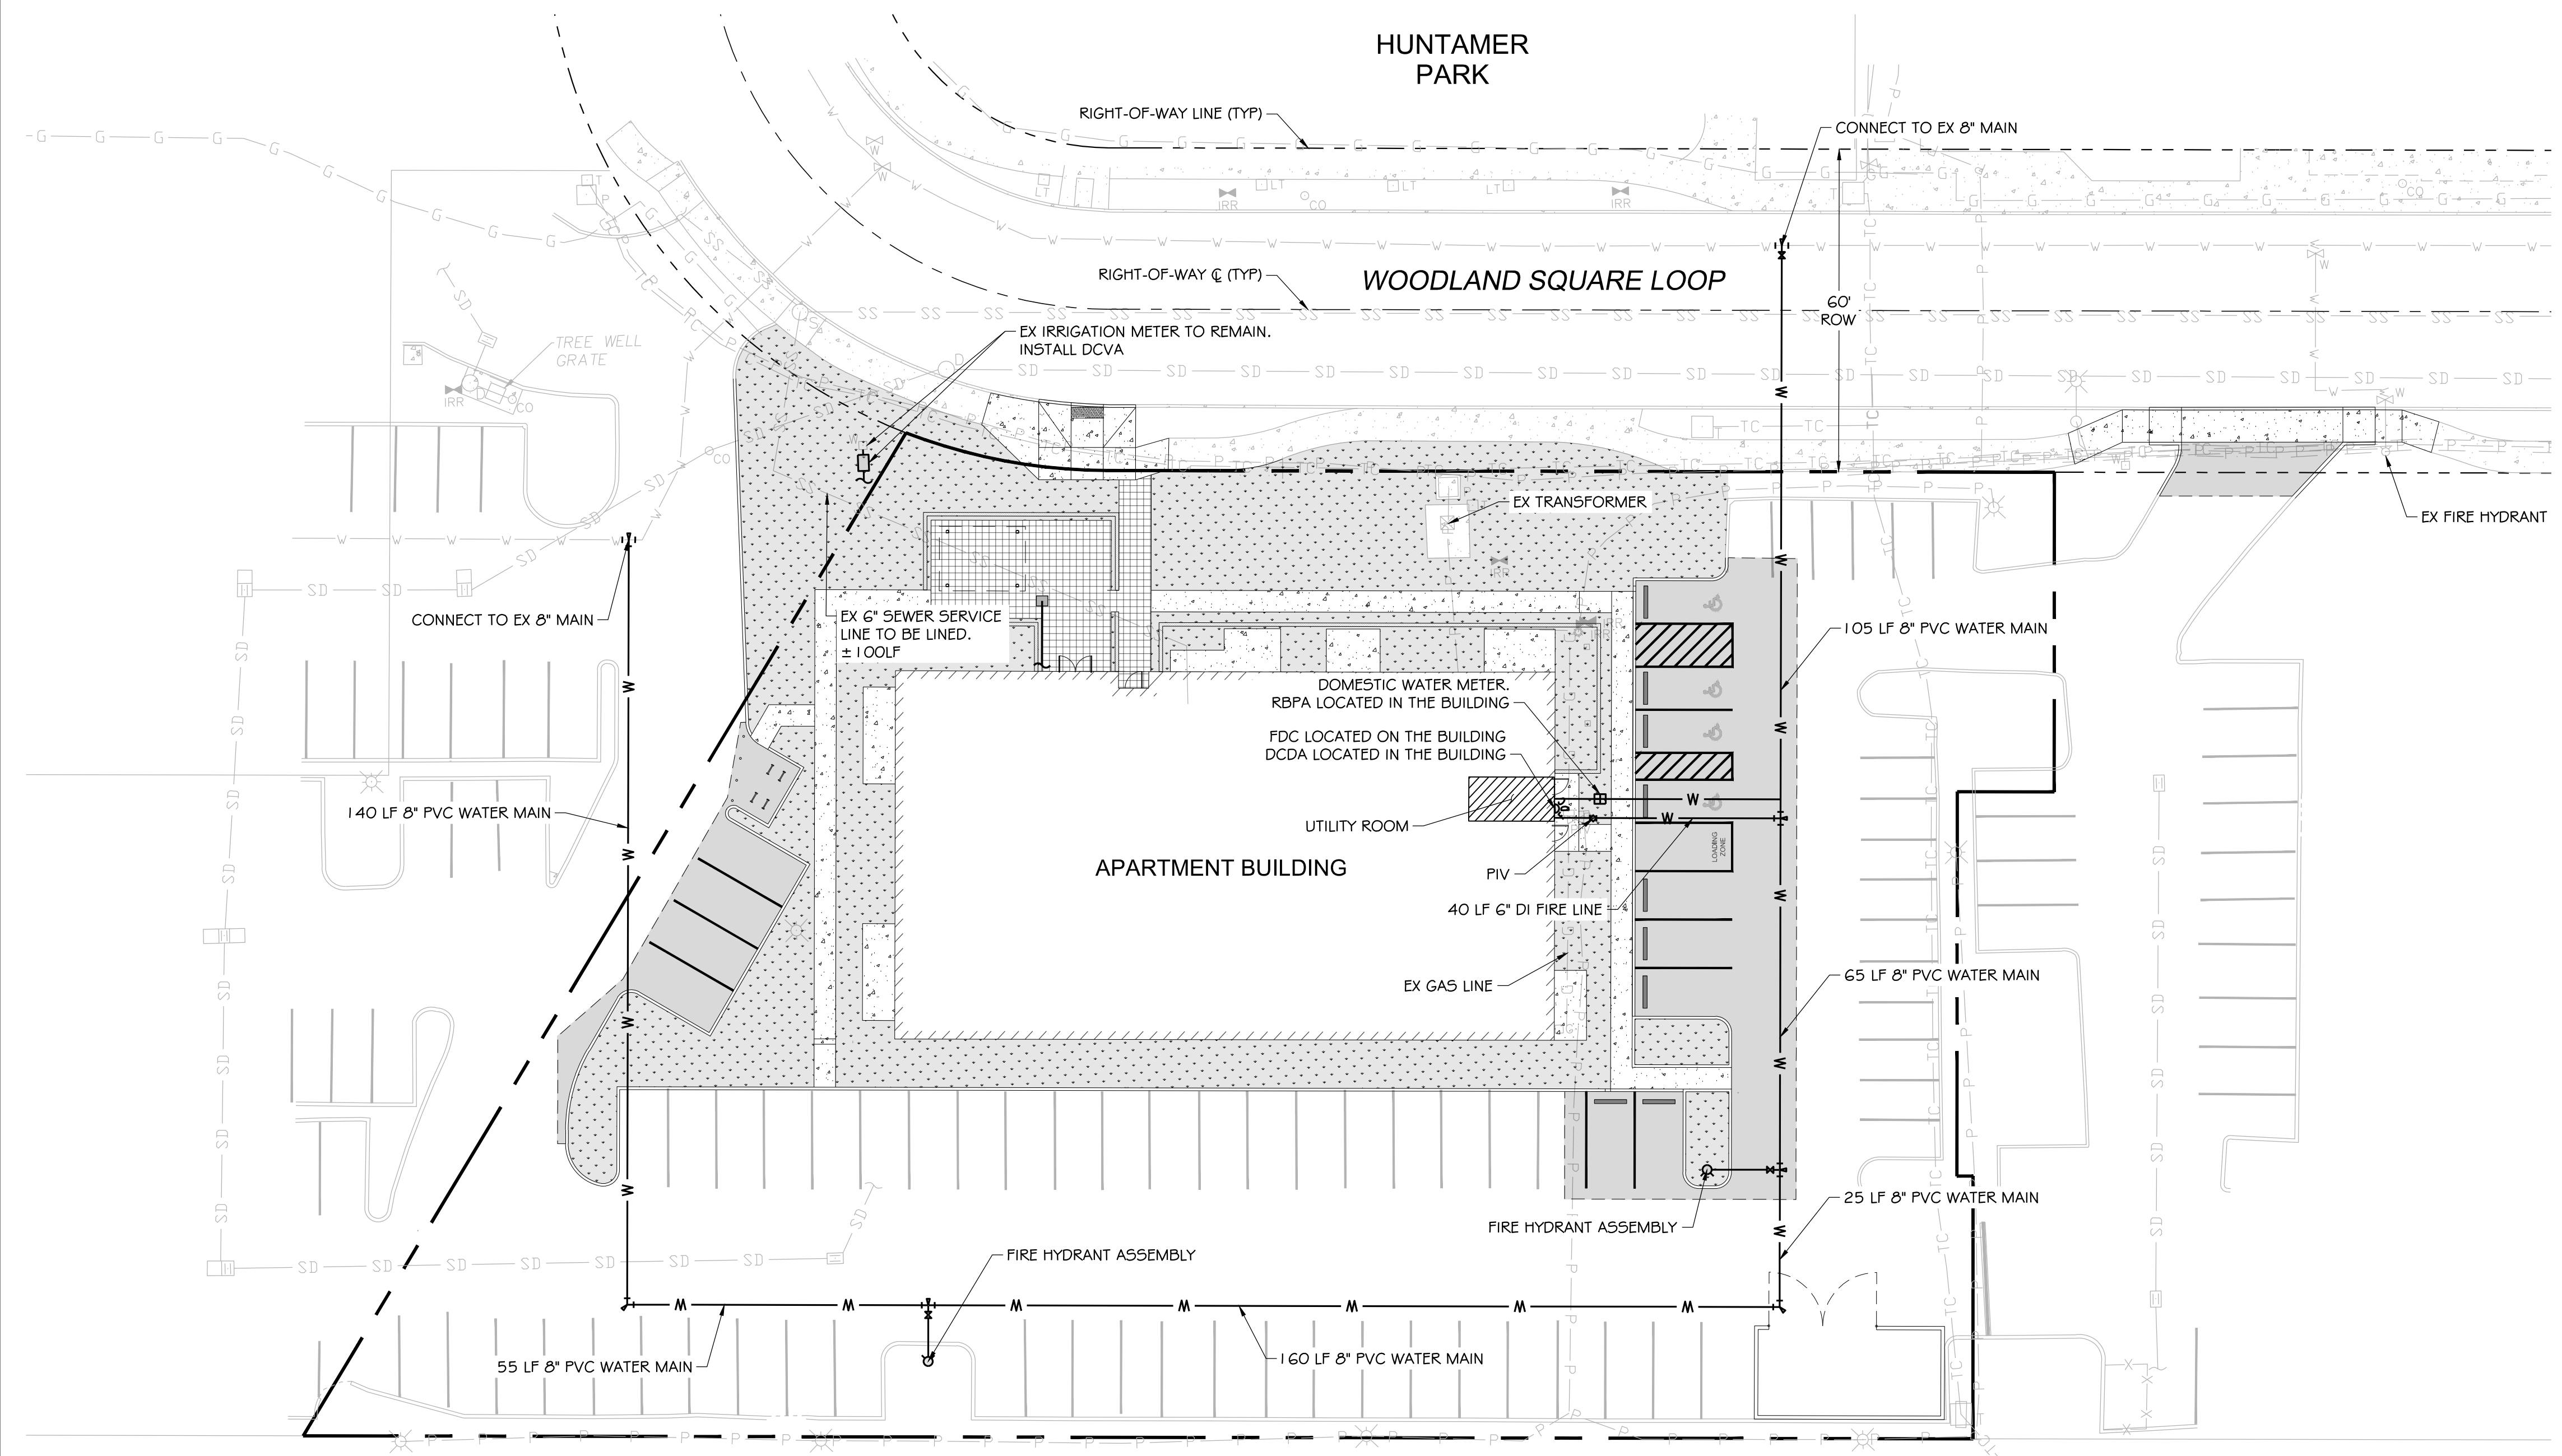 HUNTAMER
PARK
RIGHT-OF-WAY LINE (TYP)
CONNECT TO EX 8" MAIN
RIGHT-OF-WAY ℄ (TYP)
WOODLAND SQUARE LOOP
60'
ROW
EX IRRIGATION METER TO REMAIN.
INSTALL DCVA
TREE WELL
GRATE
EX TRANSFORMER
EX FIRE HYDRANT
CONNECT TO EX 8" MAIN
EX 6" SEWER SERVICE
LINE TO BE LINED.
± 100LF
105 LF 8" PVC WATER MAIN
DOMESTIC WATER METER.
RBPA LOCATED IN THE BUILDING
FDC LOCATED ON THE BUILDING
DCDA LOCATED IN THE BUILDING
140 LF 8" PVC WATER MAIN
UTILITY ROOM
LOADING
ZONE
APARTMENT BUILDING
PIV
40 LF 6" DI FIRE LINE
EX GAS LINE
65 LF 8" PVC WATER MAIN
25 LF 8" PVC WATER MAIN
FIRE HYDRANT ASSEMBLY
FIRE HYDRANT ASSEMBLY
55 LF 8" PVC WATER MAIN
160 LF 8" PVC WATER MAIN